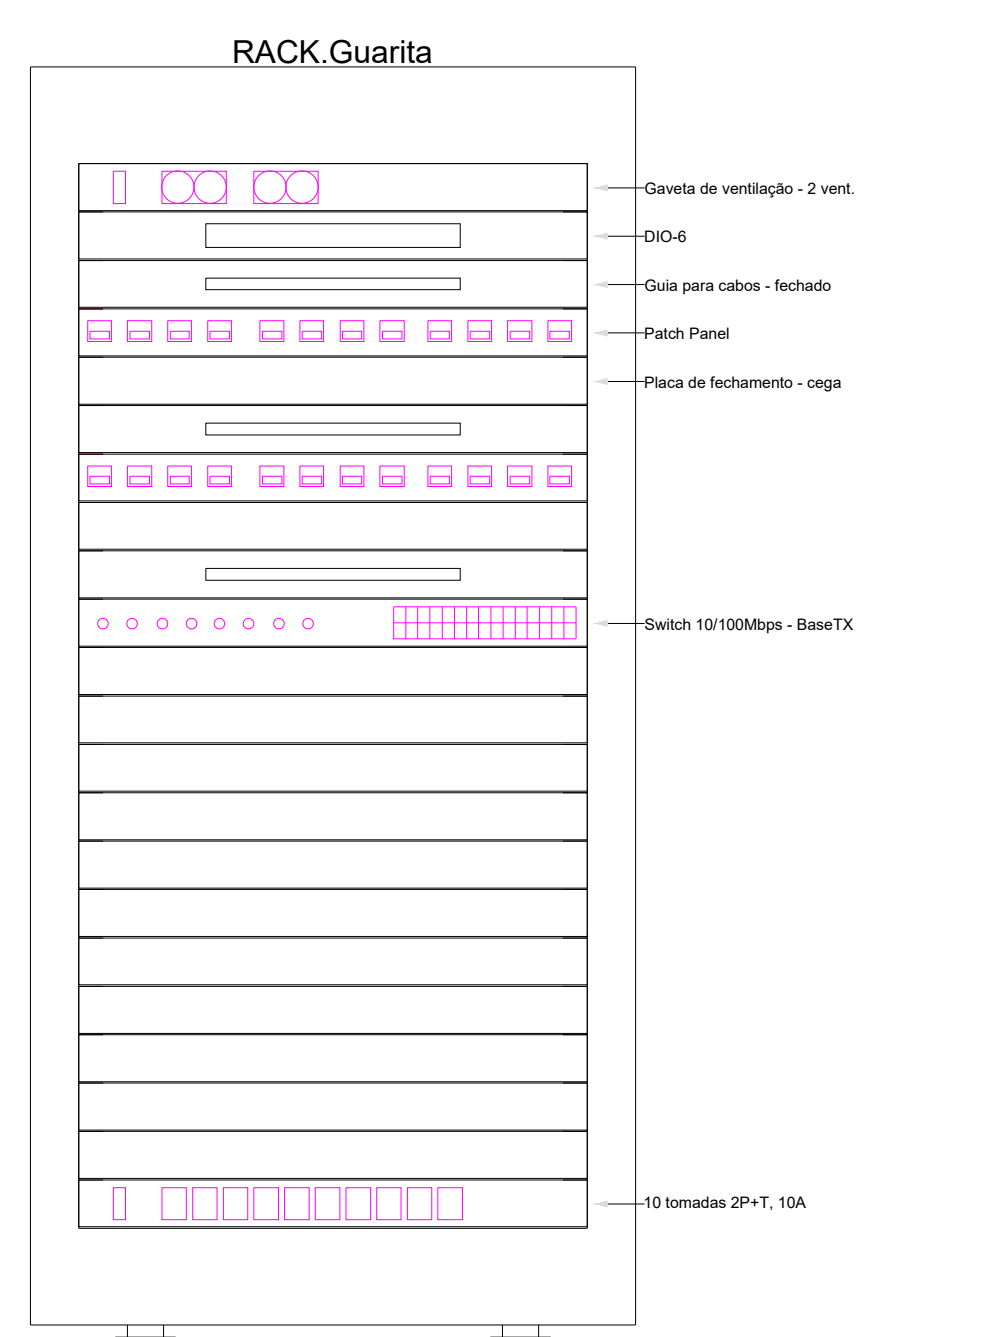 RACK.Guarita
Gaveta de ventilação - 2 vent.
DIO-6
Guia para cabos - fechado
Patch Panel
Placa de fechamento - cega
Switch 10/100Mbps - BaseTX
10 tomadas 2P+T, 10A